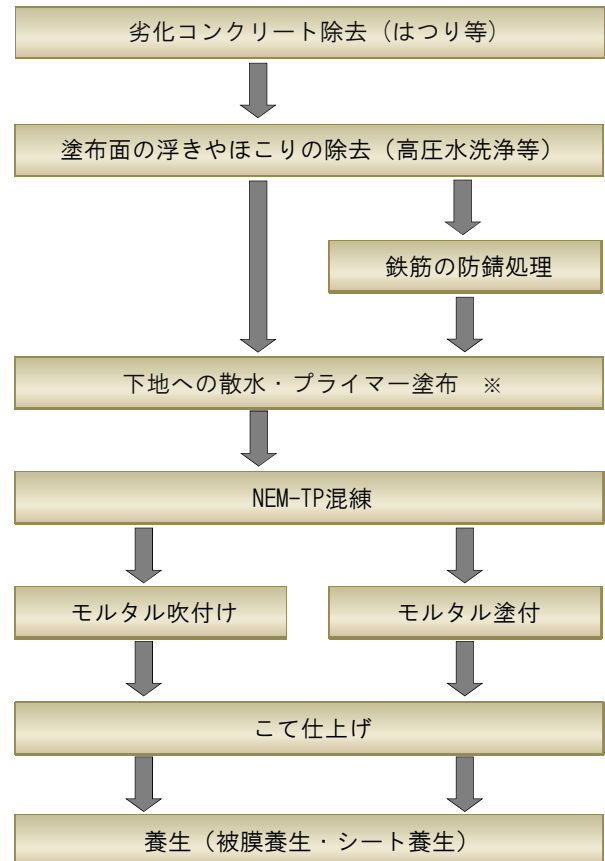 劣化コンクリート除去（はつり等）
塗布面の浮きやほこりの除去（高圧水洗浄等）
鉄筋の防錆処理
下地への散水・プライマー塗布　※
NEM-TP混練
モルタル吹付け
モルタル塗付
こて仕上げ
養生（被膜養生・シート養生）